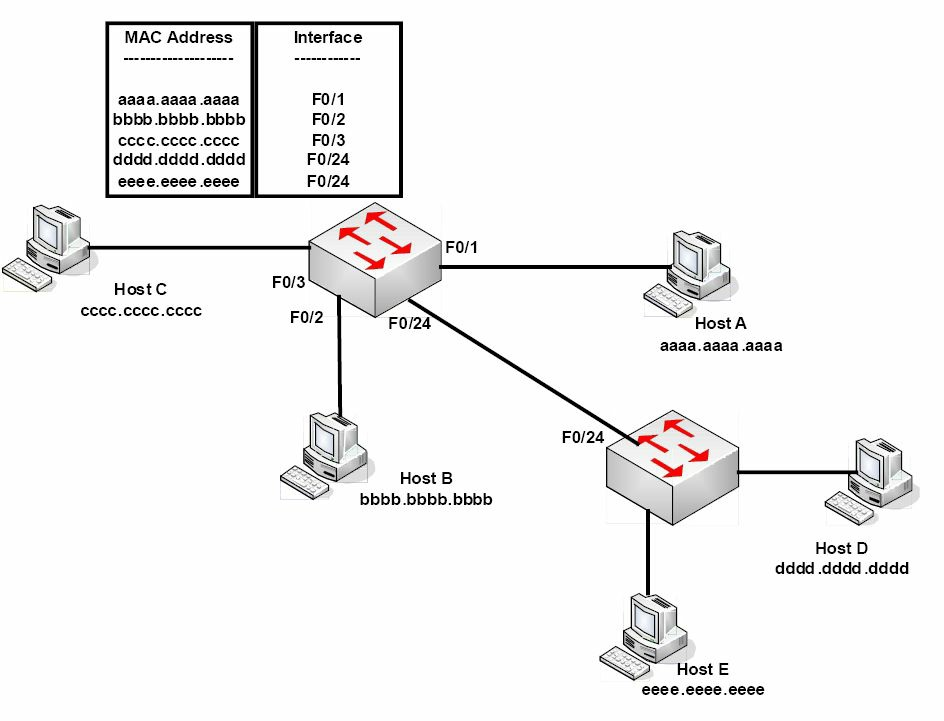 MAC Address Interface
-------------------- ------------
aaaa.aaaa.aaaa F0/1
bbbb.bbbb.bbbb F0/2
cccc.cccc.cccc F0/3
dddd.dddd.dddd F0/24
eeee.eeee.eeee F0/24
F0/1
F0/3
Host C
cccc.cccc.cccc
F0/2
F0/24
Host A
aaaa.aaaa.aaaa
F0/24
Host B
bbbb.bbbb.bbbb
Host D
dddd.dddd.dddd
Host E
eeee.eeee.eeee